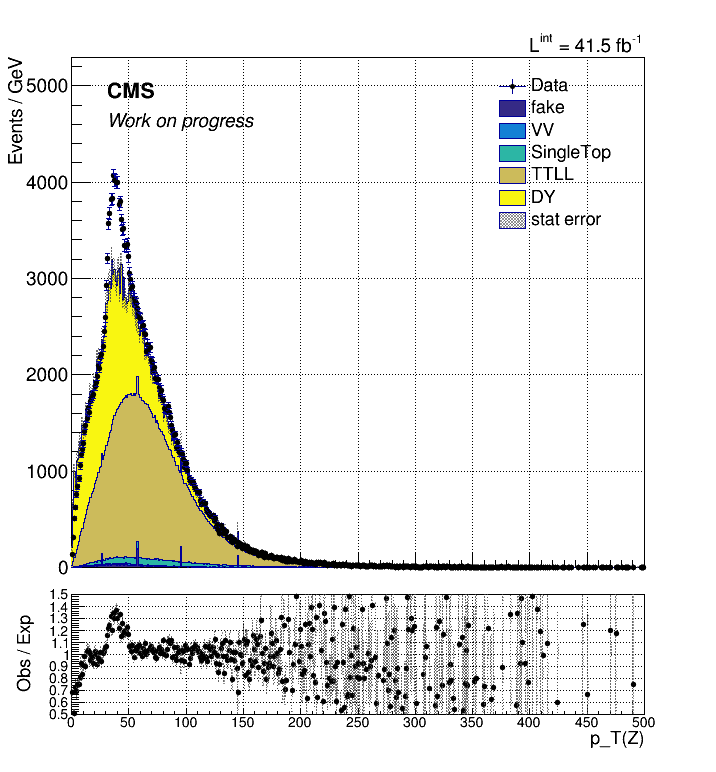 L^int = 41.5 fb^-1
Events / GeV
5000
4000
3000
2000
1000
0
CMS
Work on progress
Data
fake
VV
SingleTop
TTLL
DY
stat error
Obs / Exp
1.5
1.4
1.3
1.2
1.1
1
0.9
0.8
0.7
0.6
0.5
0 50 100 150 200 250 300 350 400 450 500
p_T(Z)